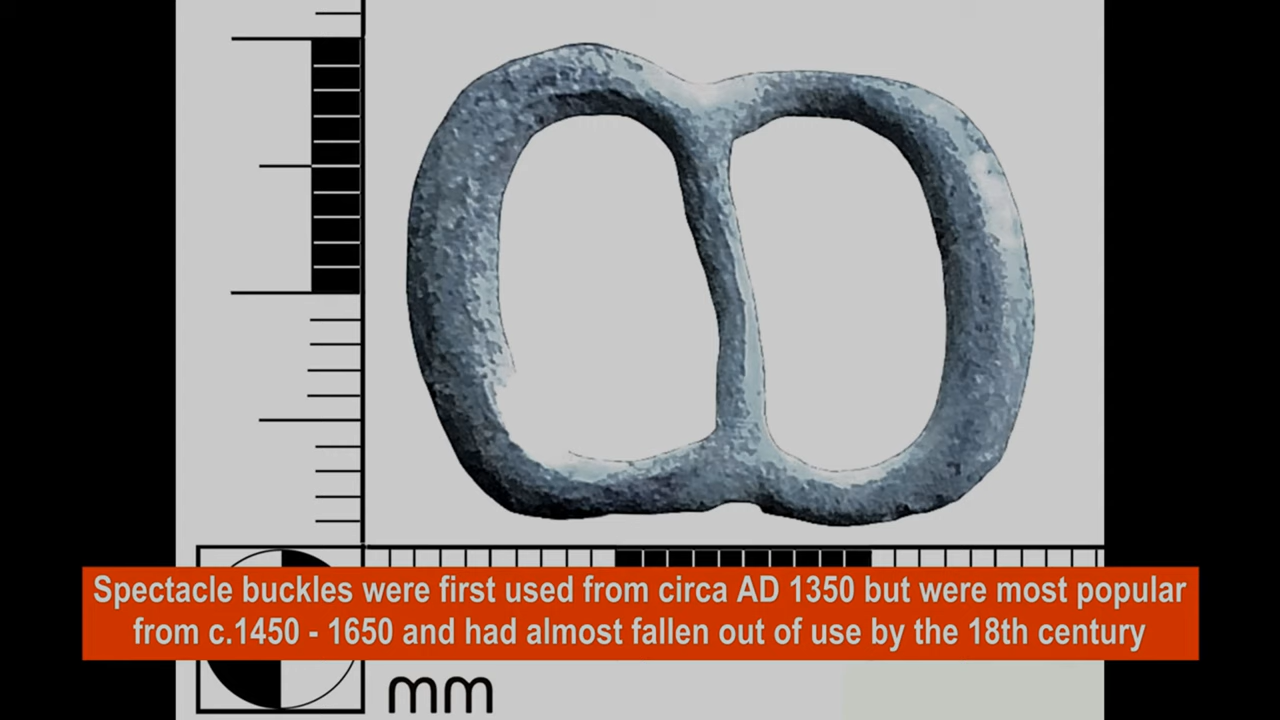 Spectacle buckles were first used from circa AD 1350 but were most popular
from c.1450 - 1650 and had almost fallen out of use by the 18th century
mm